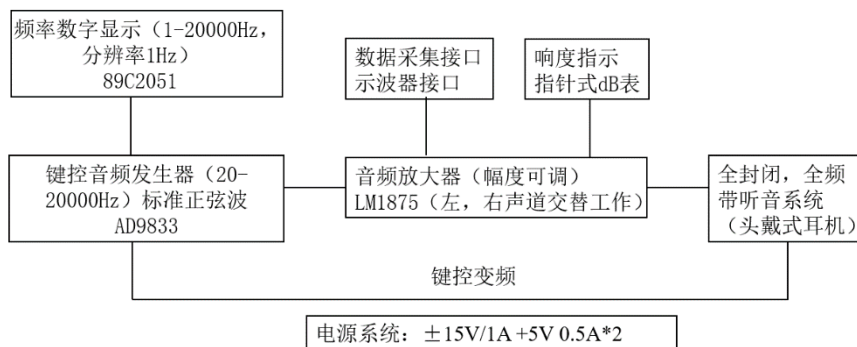 频率数字显示（1-20000Hz，
分辨率1Hz）
89C2051
数据采集接口
示波器接口
响度指示
指针式dB表
键控音频发生器（20-
20000Hz）标准正弦波
AD9833
音频放大器（幅度可调）
LM1875（左，右声道交替工作）
全封闭，全频
带听音系统
（头戴式耳机）
键控变频
电源系统：±15V/1A +5V 0.5A*2